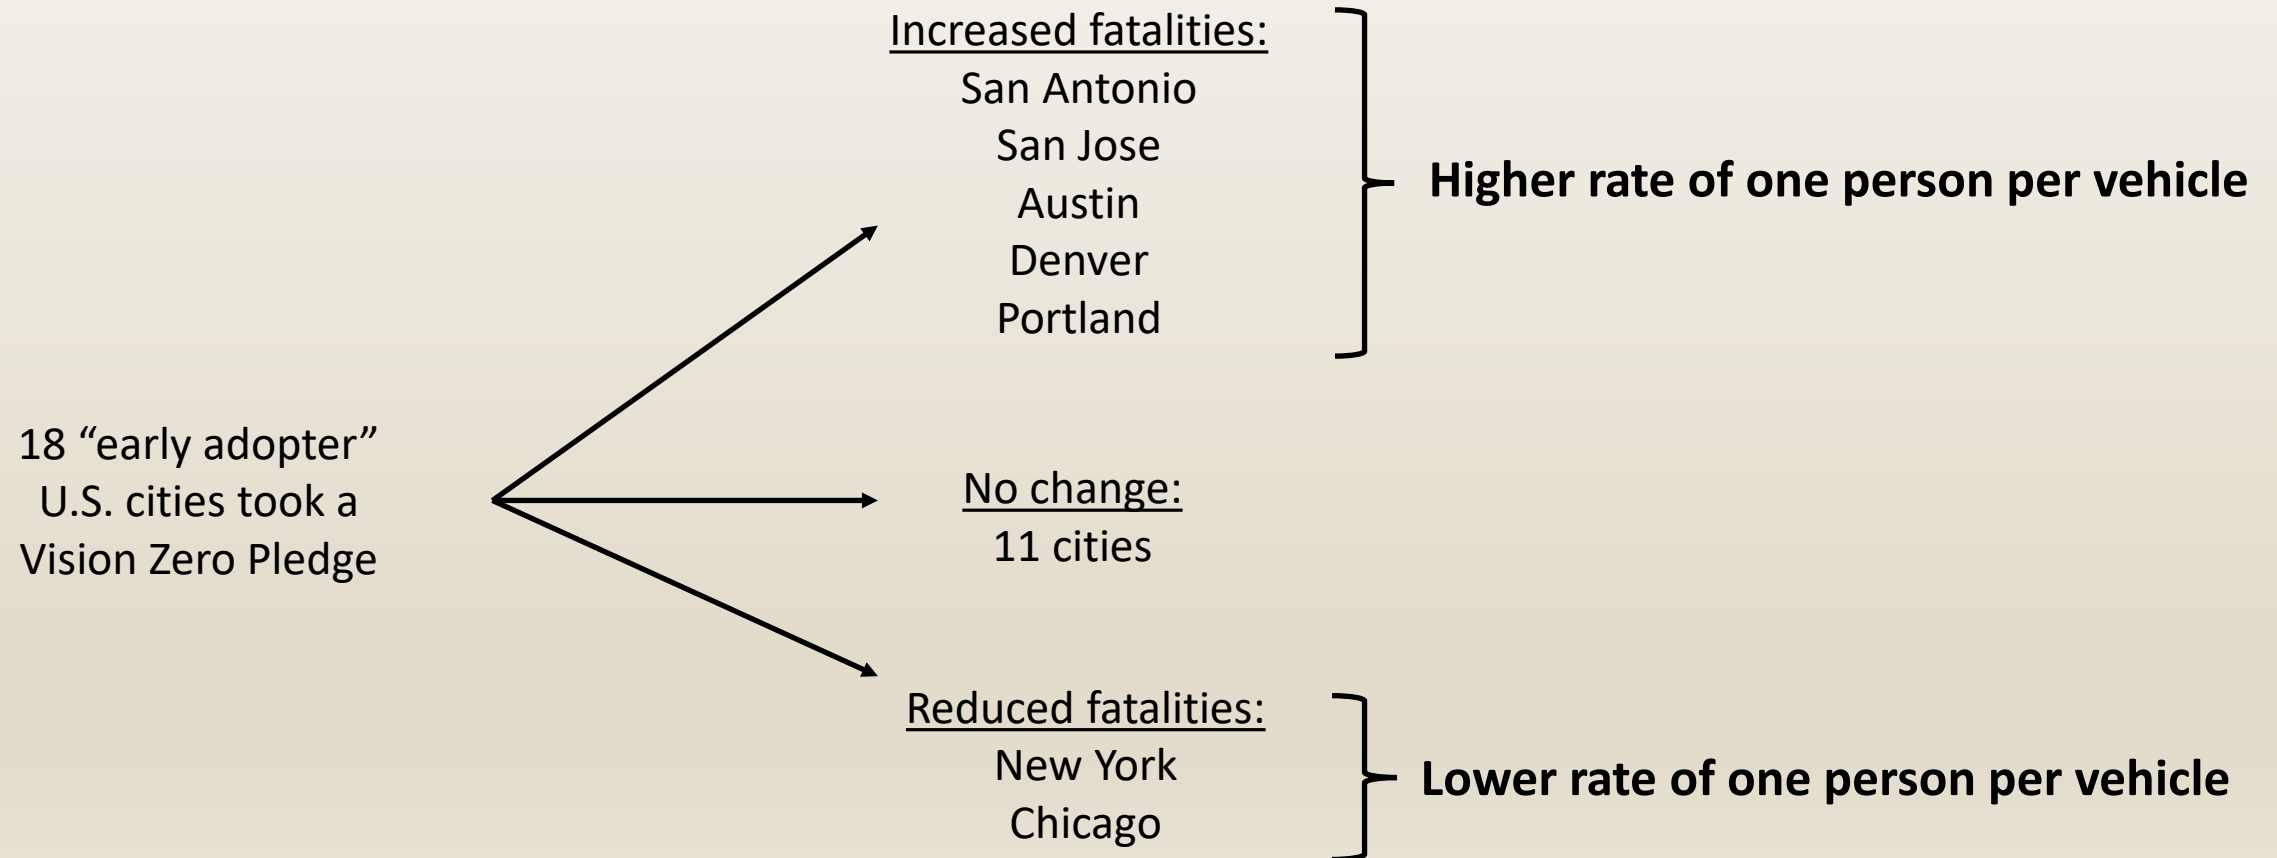 Increased fatalities:
San Antonio
San Jose
Austin
Denver
Portland
Higher rate of one person per vehicle
18 “early adopter”
U.S. cities took a
Vision Zero Pledge
No change:
11 cities
Reduced fatalities:
New York
Chicago
Lower rate of one person per vehicle